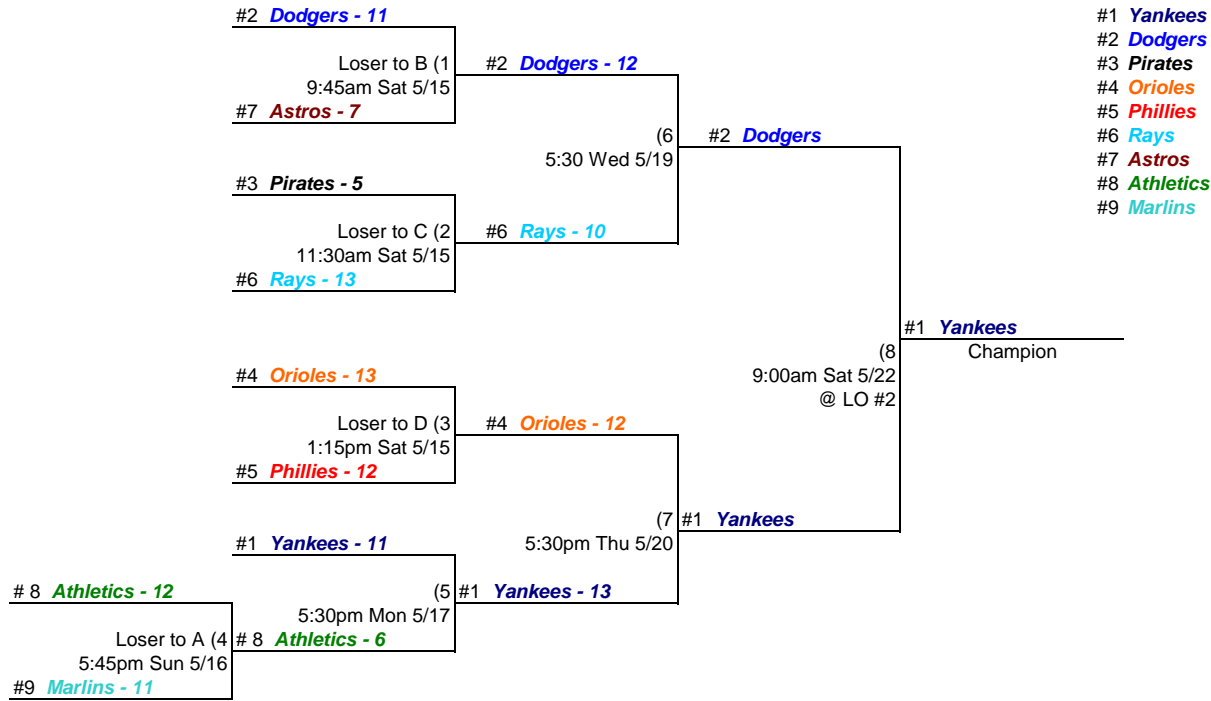 #2 Dodgers - 11
Loser to B (1
9:45am Sat 5/15
#7 Astros - 7
#2 Dodgers - 12
(6
5:30 Wed 5/19
#2 Dodgers
#3 Pirates - 5
Loser to C (2
11:30am Sat 5/15
#6 Rays - 13
#6 Rays - 10
#4 Orioles - 13
Loser to D (3
1:15pm Sat 5/15
#5 Phillies - 12
#4 Orioles - 12
(7
5:30pm Thu 5/20
#1 Yankees
#1 Yankees - 11
(5
5:30pm Mon 5/17
#1 Yankees - 13
# 8 Athletics - 12
Loser to A (4
5:45pm Sun 5/16
#9 Marlins - 11
# 8 Athletics - 6
(8
9:00am Sat 5/22
@ LO #2
#1 Yankees
Champion
#1 Yankees
#2 Dodgers
#3 Pirates
#4 Orioles
#5 Phillies
#6 Rays
#7 Astros
#8 Athletics
#9 Marlins